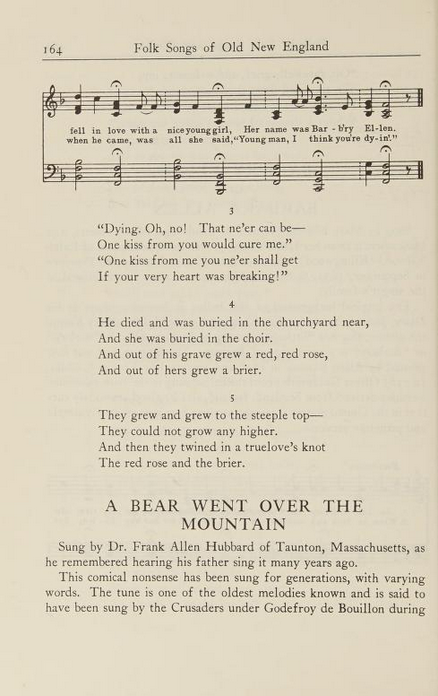 164 Folk Songs of Old New England
fell in love with a nice young girl, Her name was Bar - b'ry El-len.
when he came, was all she said, "Young man, I think you're dy-in'."
3
"Dying. Oh, no! That ne'er can be—
One kiss from you would cure me."
"One kiss from me you ne'er shall get
If your very heart was breaking!"
4
He died and was buried in the churchyard near,
And she was buried in the choir.
And out of his grave grew a red, red rose,
And out of hers grew a brier.
5
They grew and grew to the steeple top—
They could not grow any higher.
And then they twined in a truelove's knot
The red rose and the brier.
A BEAR WENT OVER THE
MOUNTAIN
Sung by Dr. Frank Allen Hubbard of Taunton, Massachusetts, as
he remembered hearing his father sing it many years ago.
This comical nonsense has been sung for generations, with varying
words. The tune is one of the oldest melodies known and is said to
have been sung by the Crusaders under Godefroy de Bouillon during